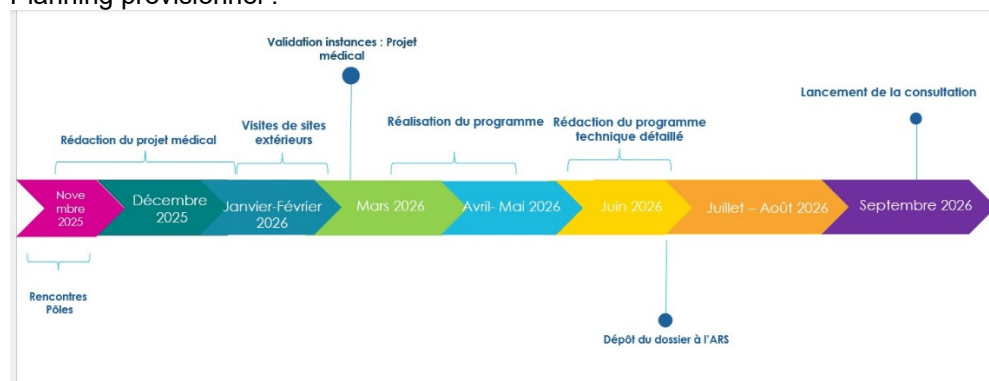 Planning prévisionnel :
Validation instances : Projet
médical
Lancement de la consultation
Rédaction du projet médical
Visites de sites
extérieurs
Réalisation du programme
Rédaction du programme
technique détaillé
Nove
mbre
2025
Décembre
2025
Janvier-Février
2026
Mars 2026
Avril- Mai 2026
Juin 2026
Juillet – Août 2026
Septembre 2026
Rencontres
Pôles
Dépôt du dossier à l'ARS